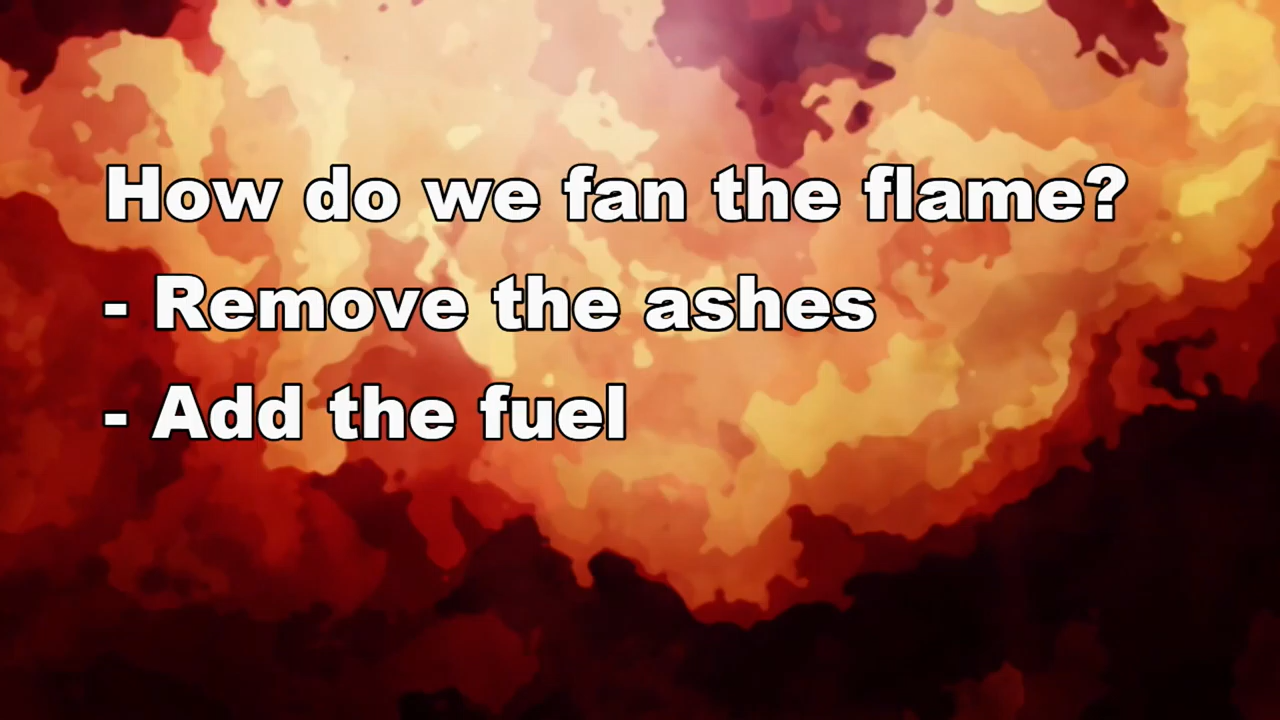 How do we fan the flame?
- Remove the ashes
- Add the fuel